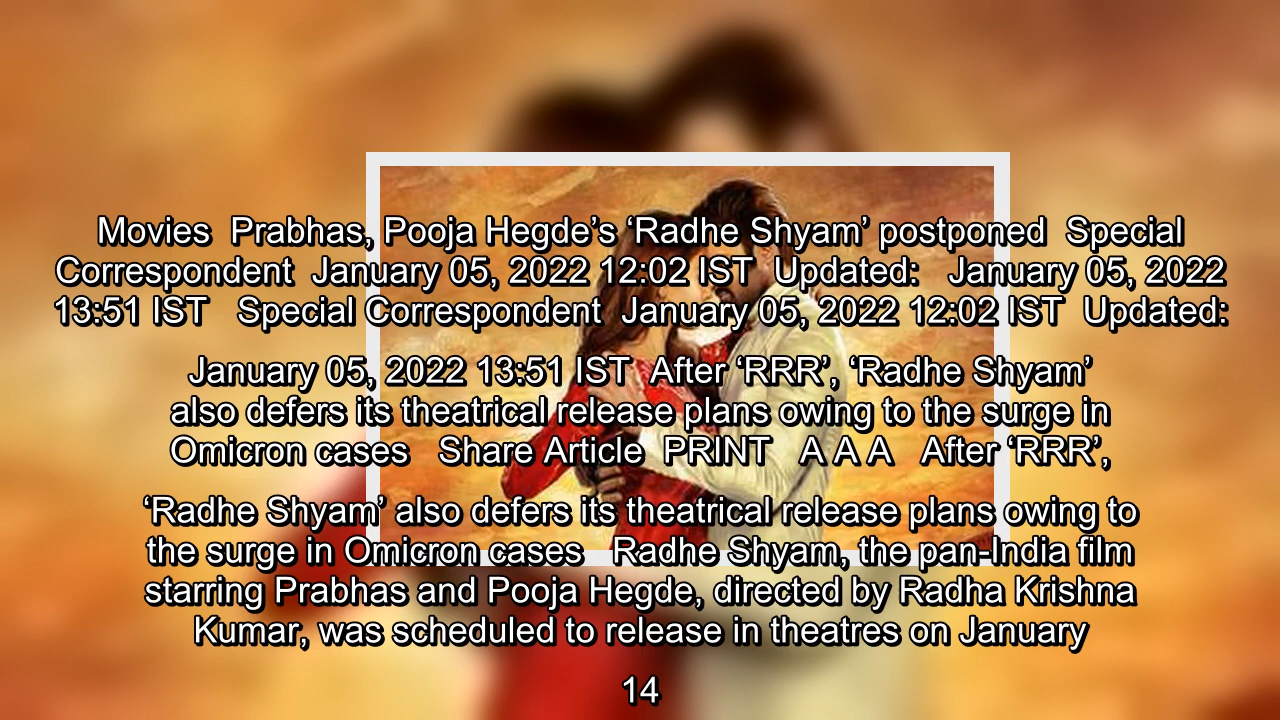 Movies  Prabhas, Pooja Hegde’s ‘Radhe Shyam’ postponed  Special
Correspondent  January 05, 2022 12:02 IST  Updated:   January 05, 2022
13:51 IST   Special Correspondent  January 05, 2022 12:02 IST  Updated:
January 05, 2022 13:51 IST  After ‘RRR’, ‘Radhe Shyam’
also defers its theatrical release plans owing to the surge in
Omicron cases   Share Article  PRINT   A A A   After ‘RRR’,
‘Radhe Shyam’ also defers its theatrical release plans owing to
the surge in Omicron cases   Radhe Shyam, the pan-India film
starring Prabhas and Pooja Hegde, directed by Radha Krishna
Kumar, was scheduled to release in theatres on January
14